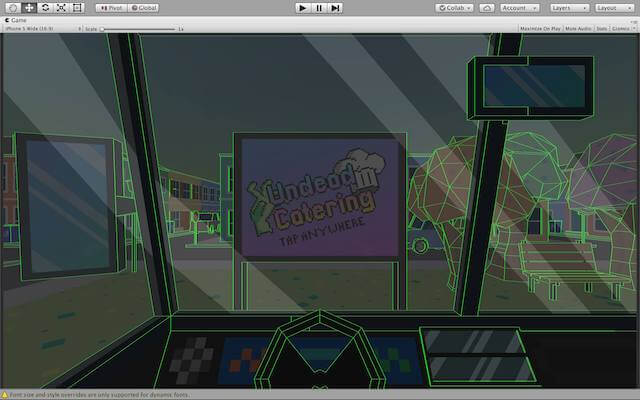 Pivot Global Collab Account Layers Layout
Game
iPhone 5 Wide (16:9) Scale 1x Maximize On Play Mute Audio Stats Gizmos
Undead in
Catering
TAP ANYWHERE
Font size and style overrides are only supported for dynamic fonts.